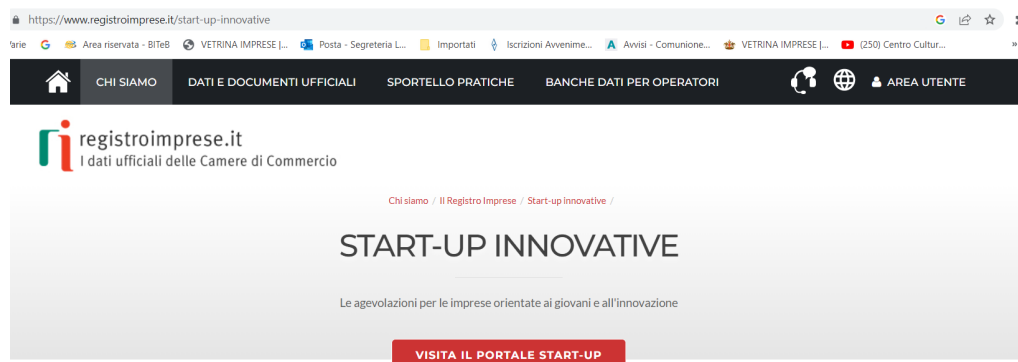 https://www.registroimprese.it/start-up-innovative
Varie Area riservata - BITeB VETRINA IMPRESE |... Posta - Segreteria L... Importati Iscrizioni Avvenime... Avvisi - Comunione... VETRINA IMPRESE |... (250) Centro Cultur... »
CHI SIAMO DATI E DOCUMENTI UFFICIALI SPORTELLO PRATICHE BANCHE DATI PER OPERATORI AREA UTENTE
registroimprese.it
I dati ufficiali delle Camere di Commercio
Chi siamo / Il Registro Imprese / Start-up innovative /
START-UP INNOVATIVE
Le agevolazioni per le imprese orientate ai giovani e all'innovazione
VISITA IL PORTALE START-UP